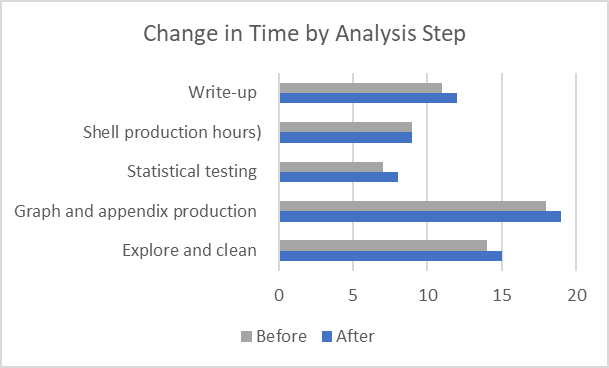 Change in Time by Analysis Step
Write-up
Shell production hours)
Statistical testing
Graph and appendix production
Explore and clean
0 5 10 15 20
Before After